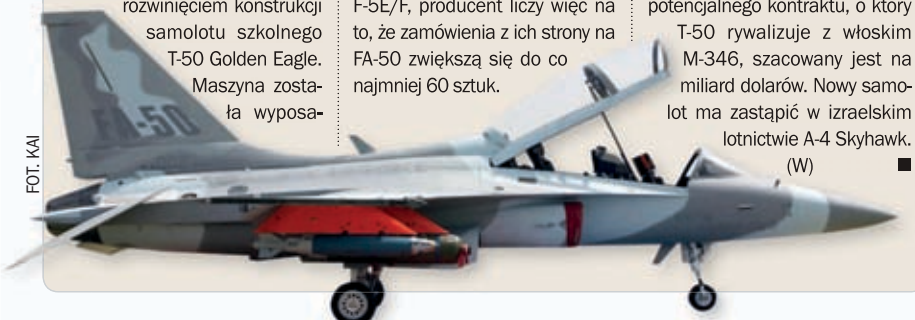 rozwinięciem konstrukcji
samolotu szkolnego
T-50 Golden Eagle.
Maszyna zosta-
ła wyposa-
F-5E/F, producent liczy więc na
to, że zamówienia z ich strony na
FA-50 zwiększą się do co
najmniej 60 sztuk.
potencjalnego kontraktu, o który
T-50 rywalizuje z włoskim
M-346, szacowany jest na
miliard dolarów. Nowy samo-
lot ma zastąpić w izraelskim
lotnictwie A-4 Skyhawk.
(W) ■
FOT. KAI
FA-50